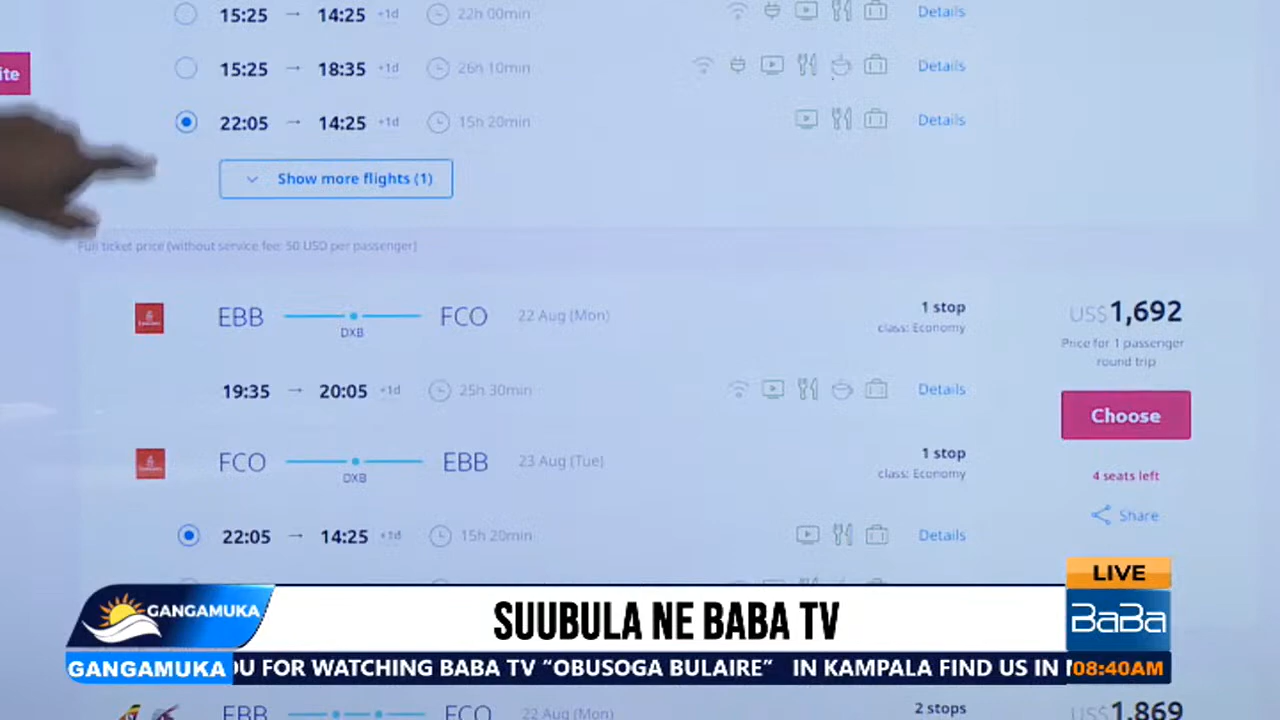 15:25 → 14:25 +1d 22h 00min Details
15:25 → 18:35 +1d 26h 10min Details
ite
22:05 → 14:25 +1d 15h 20min Details
Show more flights (1)
Full ticket price (without service fee: 50 USD per passenger)
EBB DXB FCO 22 Aug (Mon)
1 stop
class: Economy
US$1,692
Price for 1 passenger
round trip
19:35 → 20:05 +1d 25h 30min Details
Choose
FCO DXB EBB 23 Aug (Tue)
1 stop
class: Economy
4 seats left
Share
22:05 → 14:25 +1d 15h 20min Details
LIVE
GANGAMUKA
SUUBULA NE BABA TV
BaBa
GANGAMUKA
OU FOR WATCHING BABA TV “OBUSOGA BULAIRE” IN KAMPALA FIND US IN
08:40AM
EBB FCO 22 Aug (Mon)
2 stops
US$1,869